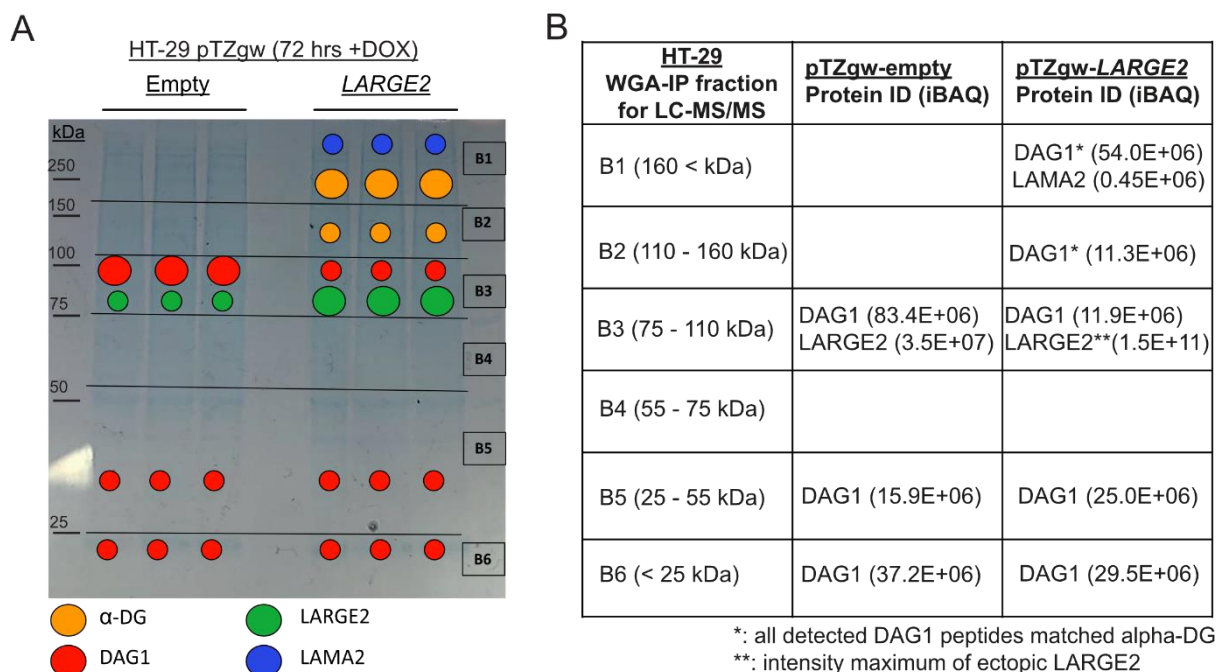 A
HT-29 pTZgw (72 hrs +DOX)
Empty
LARGE2
kDa
250
150
100
75
50
25
B1
B2
B3
B4
B5
B6
α-DG
LARGE2
DAG1
LAMA2
B
HT-29
WGA-IP fraction
for LC-MS/MS
pTZgw-empty
Protein ID (iBAQ)
pTZgw-LARGE2
Protein ID (iBAQ)
B1 (160 < kDa)
DAG1* (54.0E+06)
LAMA2 (0.45E+06)
B2 (110 - 160 kDa)
DAG1* (11.3E+06)
B3 (75 - 110 kDa)
DAG1 (83.4E+06)
LARGE2 (3.5E+07)
DAG1 (11.9E+06)
LARGE2**(1.5E+11)
B4 (55 - 75 kDa)
B5 (25 - 55 kDa)
DAG1 (15.9E+06)
DAG1 (25.0E+06)
B6 (< 25 kDa)
DAG1 (37.2E+06)
DAG1 (29.5E+06)
*: all detected DAG1 peptides matched alpha-DG
**: intensity maximum of ectopic LARGE2